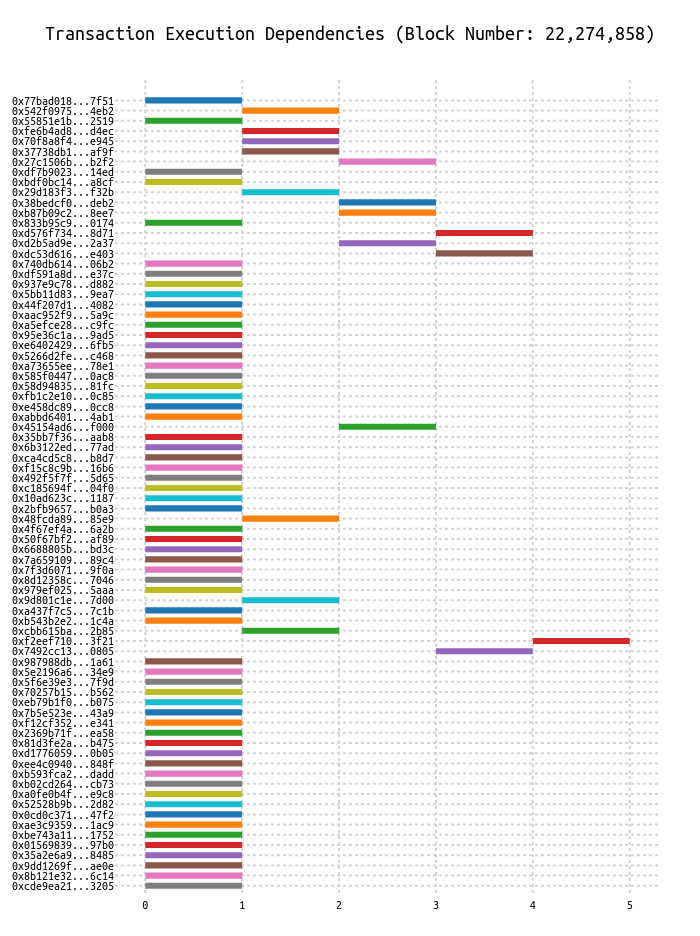 Transaction Execution Dependencies (Block Number: 22,274,858)
0x77bad018...7f51
0x542f0975...4eb2
0x55851e1b...2519
0xfe6b4ad8...d4ec
0x70f8a8f4...e945
0x37738db1...af9f
0x27c1506b...b2f2
0xdf7b9023...14ed
0xbdf0bc14...a8cf
0x29d183f3...f32b
0x38bedcf0...deb2
0xb87b09c2...8ee7
0x833b95c9...0174
0xd576f734...8d71
0xd2b5ad9e...2a37
0xdc53d616...e403
0x740db614...06b2
0xdf591a8d...e37c
0x937e9c78...d882
0x5bb11d83...9ea7
0x44f207d1...4082
0xaac952f9...5a9c
0xa5efce28...c9fc
0x95e36c1a...9ad5
0xe6402429...6fb5
0x5266d2fe...c468
0xa73655ee...78e1
0x585f0447...0ac8
0x58d94835...81fc
0xfb1c2e10...0c85
0xe458dc89...0cc8
0xabbd6401...4ab1
0x45154ad6...f000
0x35bb7f36...aab8
0x6b3122ed...77ad
0xca4cd5c8...b8d7
0xf15c8c9b...16b6
0x492f5f7f...5d65
0xc185694f...04f0
0x10ad623c...1187
0x2bfb9657...b0a3
0x48fcda89...85e9
0x4f67ef4a...6a2b
0x50f67bf2...af89
0x6688805b...bd3c
0x7a659109...89c4
0x7f3d6071...9f0a
0x8d12358c...7046
0x979ef025...5aaa
0x9d801c1e...7d00
0xa437f7c5...7c1b
0xb543b2e2...1c4a
0xcbb615ba...2b85
0xf2eef710...3f21
0x7492cc13...0805
0x987988db...1a61
0x5e2196a6...34e9
0x5f6e39e3...7f9d
0x70257b15...b562
0xeb79b1f0...b075
0x7b5e523e...43a9
0xf12cf352...e341
0x2369b71f...ea58
0x81d3fe2a...b475
0xd1776059...0b05
0xee4c0940...848f
0xb593fca2...dadd
0xb02cd264...cb73
0xa0fe0b4f...e9c8
0x52528b9b...2d82
0x0cd0c371...47f2
0xae3c9359...1ac9
0xbe743a11...1752
0x01569839...97b0
0x35a2e6a9...8485
0x9dd1269f...ae0e
0x8b121e32...6c14
0xcde9ea21...3205
0 1 2 3 4 5